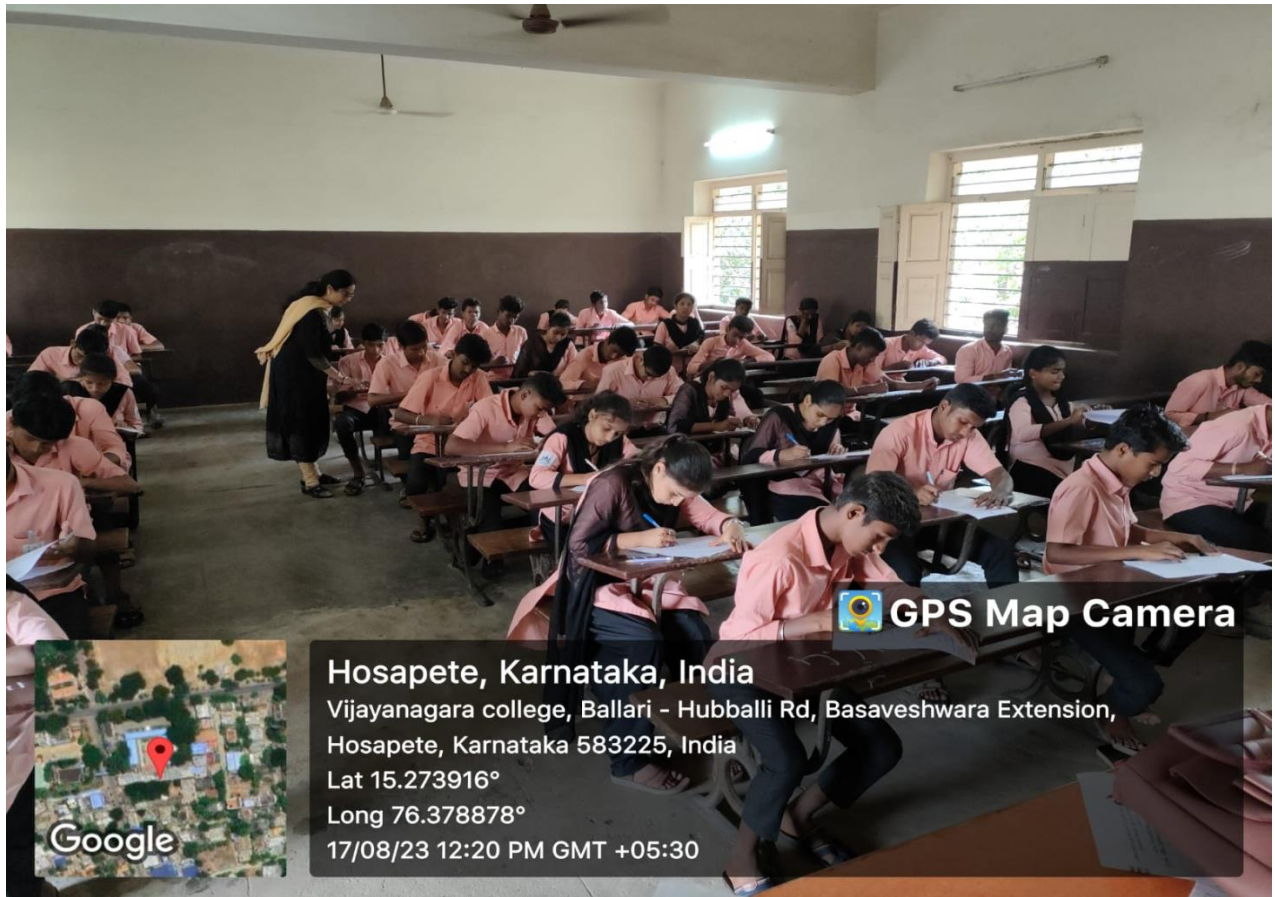 GPS Map Camera
Hosapete, Karnataka, India
Vijayanagara college, Ballari - Hubballi Rd, Basaveshwara Extension,
Hosapete, Karnataka 583225, India
Lat 15.273916°
Long 76.378878°
17/08/23 12:20 PM GMT +05:30
Google